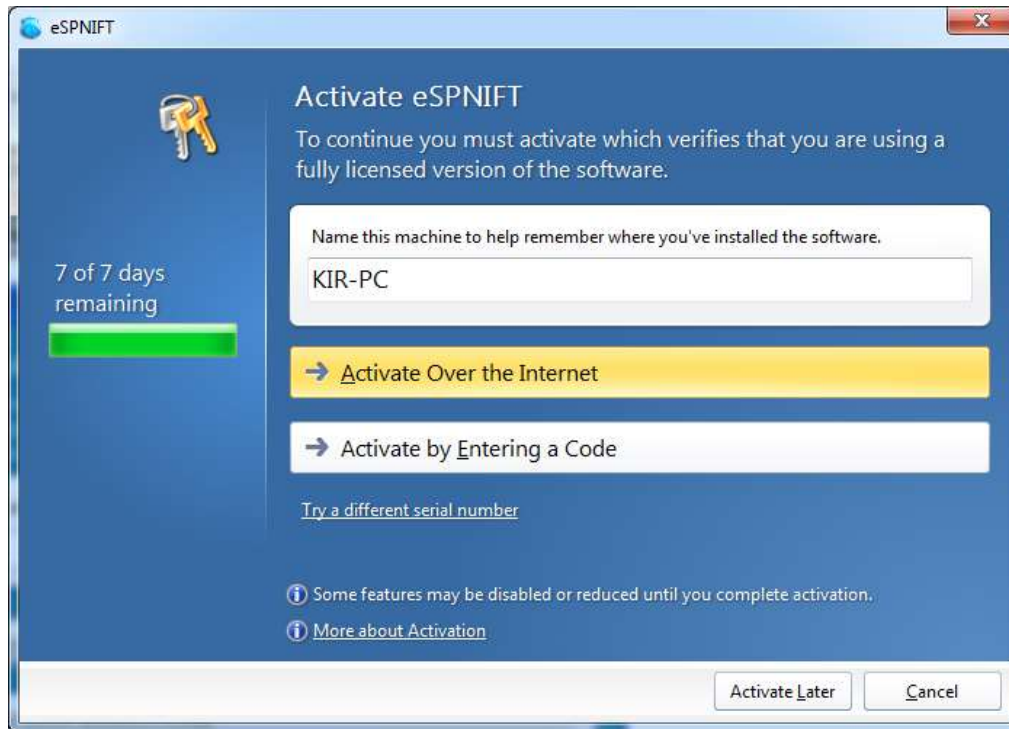 eSPNIFT
Activate eSPNIFT
To continue you must activate which verifies that you are using a
fully licensed version of the software.
Name this machine to help remember where you've installed the software.
KIR-PC
7 of 7 days
remaining
Activate Over the Internet
Activate by Entering a Code
Try a different serial number
Some features may be disabled or reduced until you complete activation.
More about Activation
Activate Later
Cancel